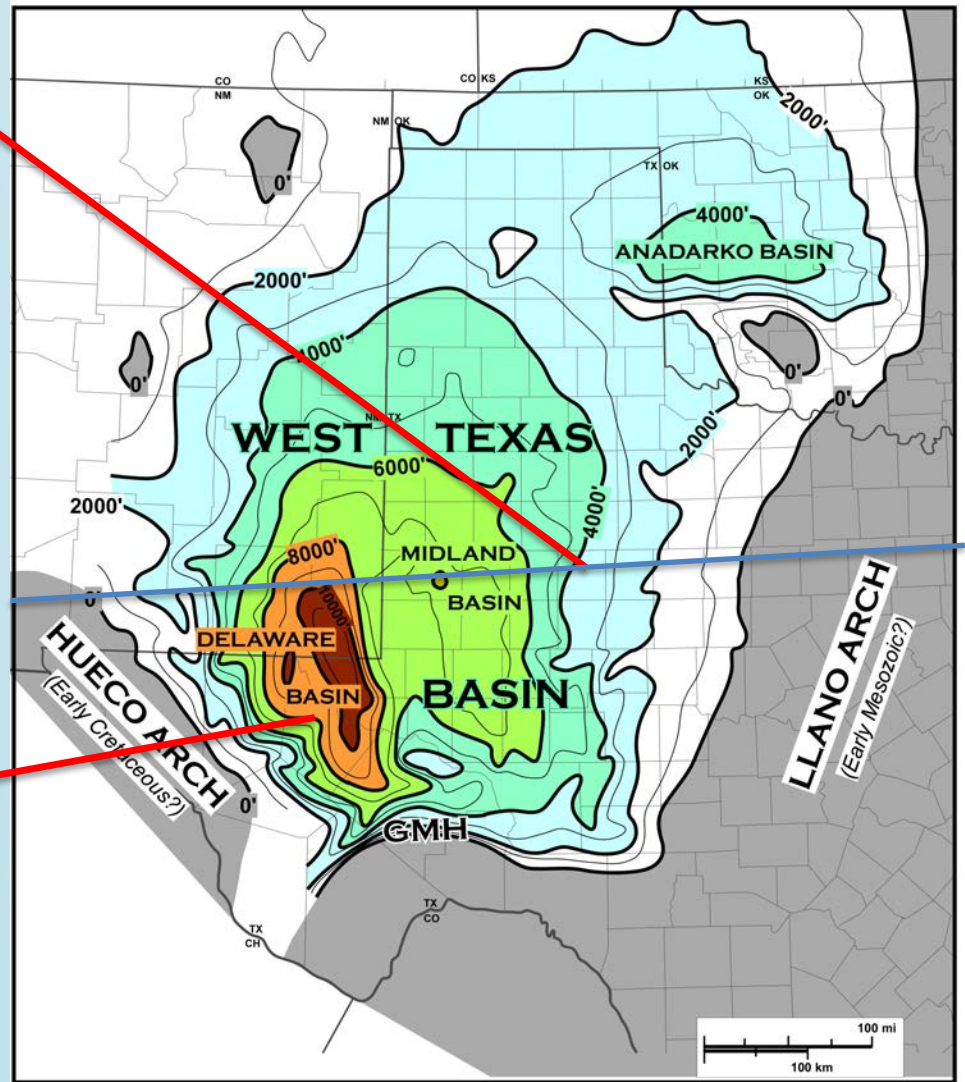 CO
NM
CO KS
KS
OK
2000'
NM OK
0'
TX OK
4000'
ANADARKO BASIN
2000'
4000'
0'
0'
0'
NM TX
WEST TEXAS
2000'
6000'
2000'
4000'
8000'
MIDLAND
BASIN
10000'
0'
DELAWARE
BASIN
BASIN
HUECO ARCH
(Early Cretaceous?)
LLANO ARCH
(Early Mesozoic?)
0'
GMH
TX
CO
TX
CH
100 mi
100 km